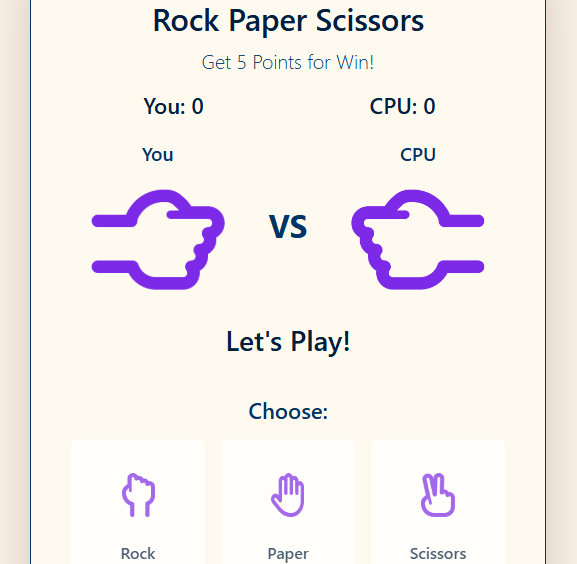 Rock Paper Scissors
Get 5 Points for Win!
You: 0 CPU: 0
You CPU
VS
Let's Play!
Choose:
Rock Paper Scissors